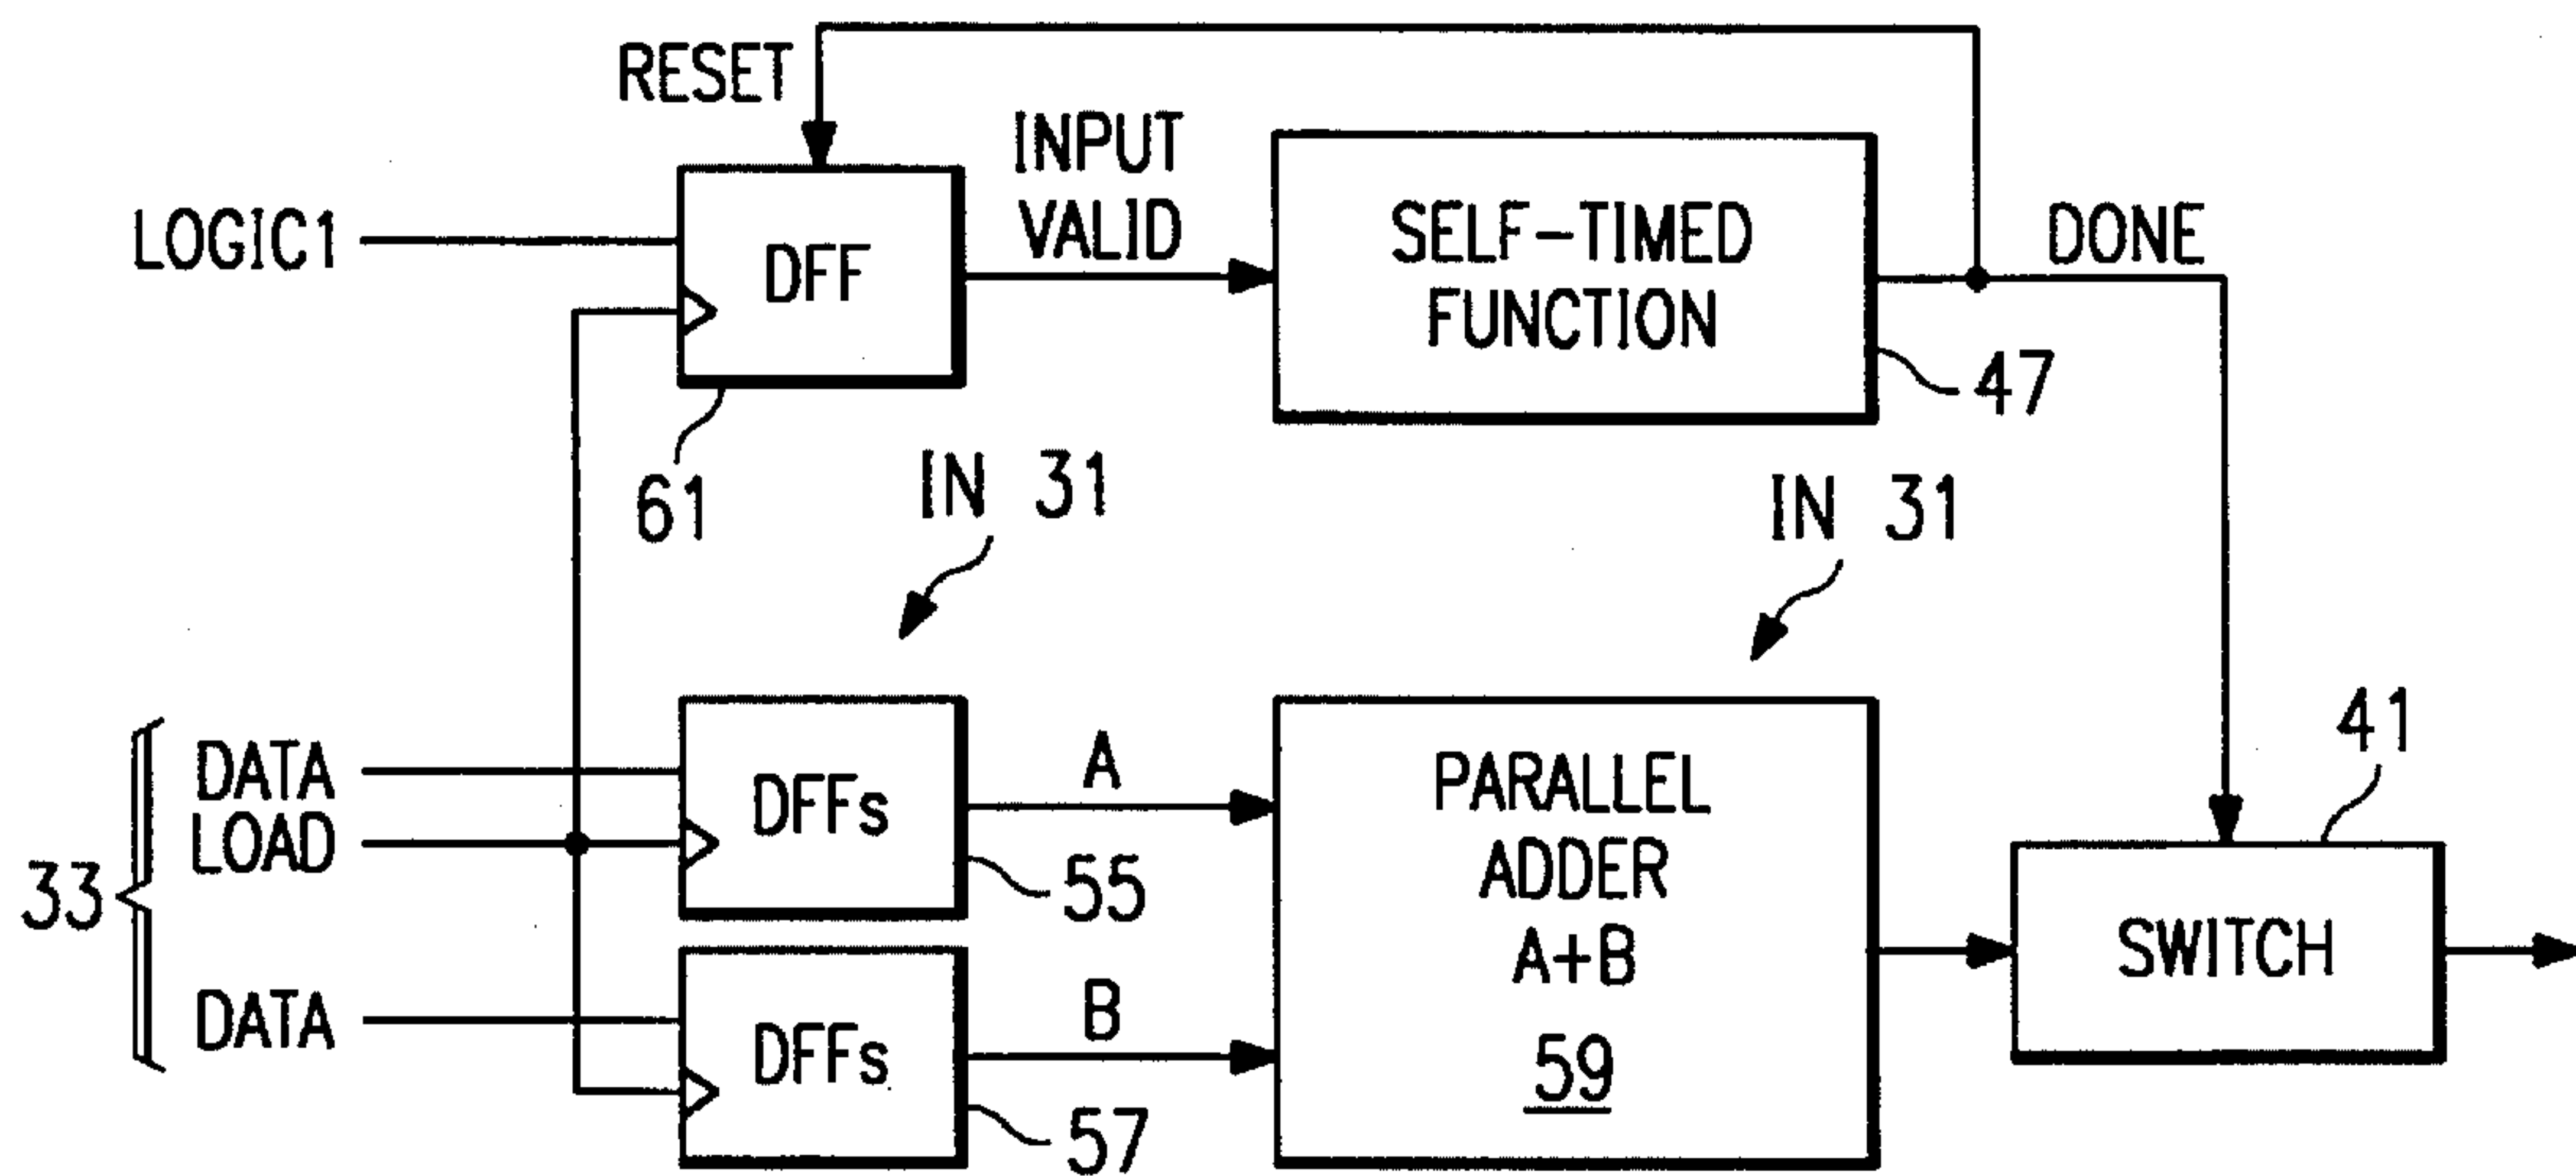 RESET
INPUT
VALID
LOGIC1
DFF
SELF-TIMED
FUNCTION
DONE
47
61
IN 31
IN 31
41
33
DATA
LOAD
DATA
DFFs
A
55
DFFs
B
57
PARALLEL
ADDER
A+B
59
SWITCH